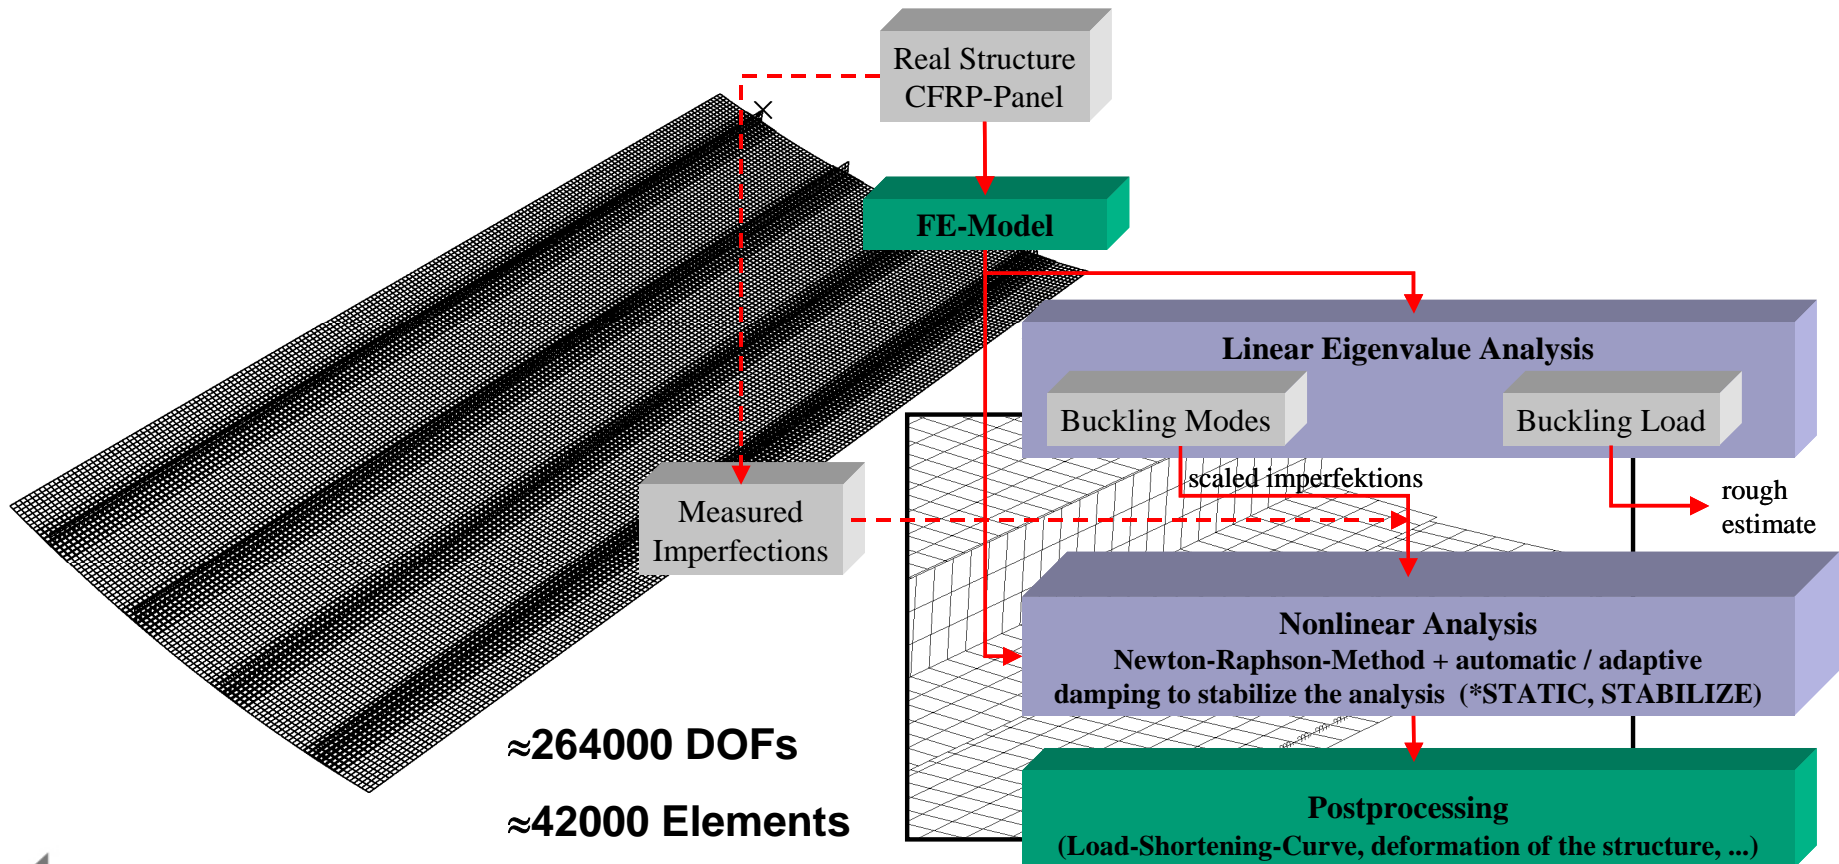 Real Structure
CFRP-Panel
FE-Model
Linear Eigenvalue Analysis
Buckling Modes
Buckling Load
scaled imperfektions
rough
estimate
Measured
Imperfections
Nonlinear Analysis
Newton-Raphson-Method + automatic / adaptive
damping to stabilize the analysis (*STATIC, STABILIZE)
≈264000 DOFs
≈42000 Elements
Postprocessing
(Load-Shortening-Curve, deformation of the structure, ...)